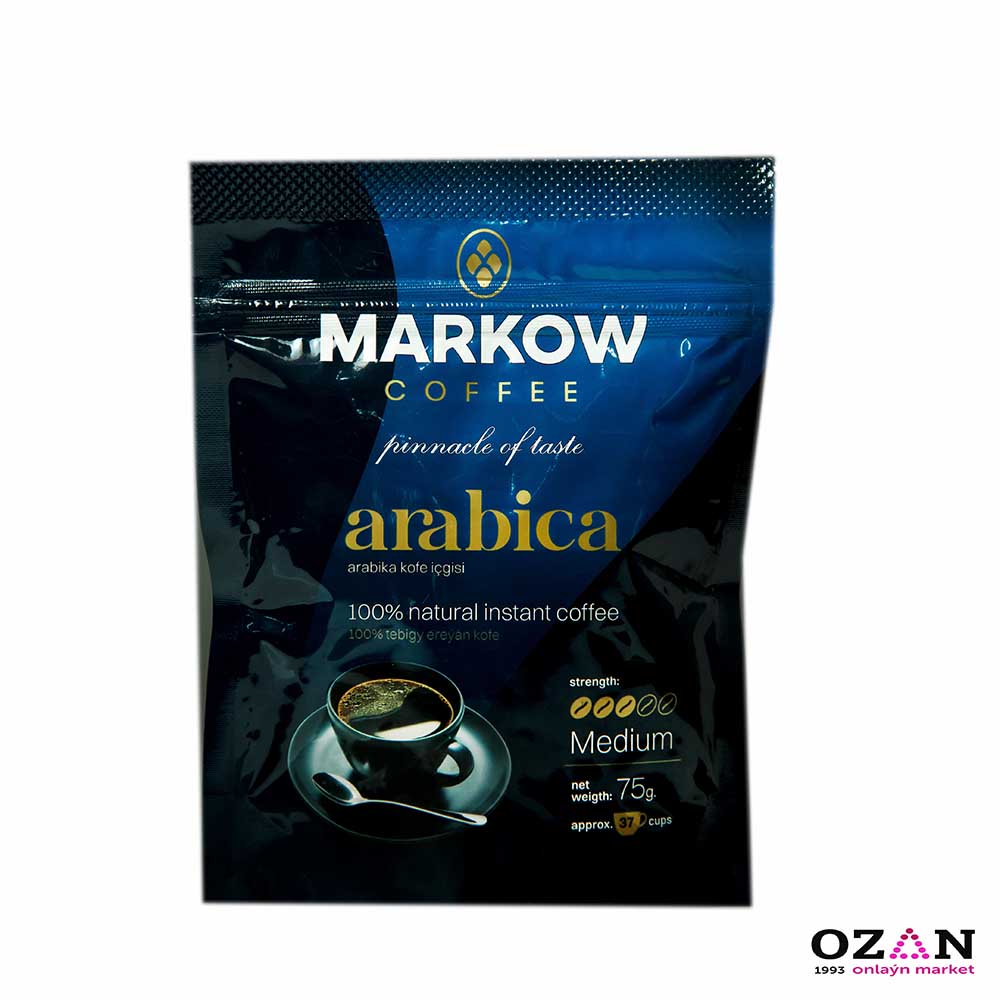 MARKOW
COFFEE
pinnacle of taste
arabica
arabika kofe içgisi
100% natural instant coffee
100% tebigy ereýän kofe
strength:
Medium
net
weigth: 75g.
approx. 37 cups
OZAN
1993 onlaýn market